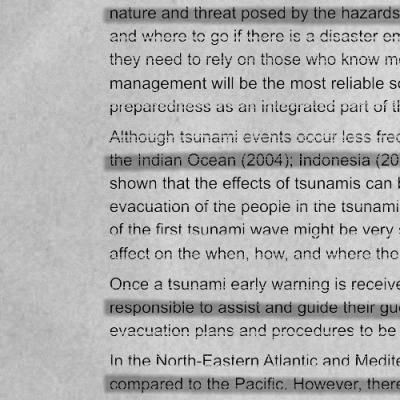 nature and threat posed by the hazards
and where to go if there is a disaster em
they need to rely on those who know m
management will be the most reliable s
preparedness as an integrated part of t
Although tsunami events occur less fre
the Indian Ocean (2004); Indonesia (20
shown that the effects of tsunamis can
evacuation of the people in the tsunami
of the first tsunami wave might be very
affect on the when, how, and where the
Once a tsunami early warning is receive
responsible to assist and guide their gu
evacuation plans and procedures to be
In the North-Eastern Atlantic and Medite
compared to the Pacific. However, there